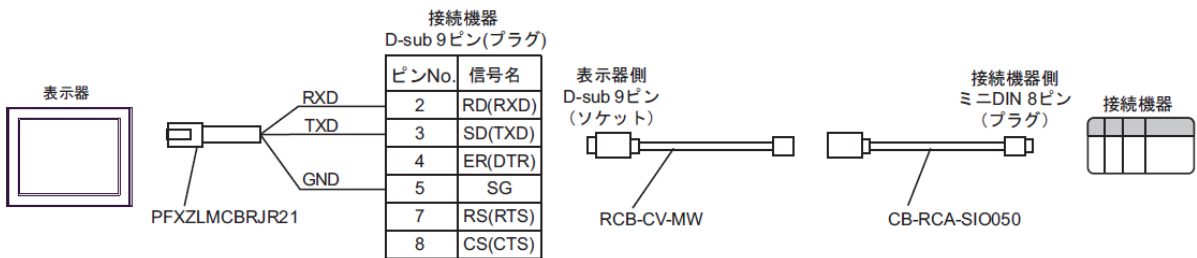 表示器
PFXZLMCBRJR21
RXD
TXD
GND
接続機器
D-sub 9ピン(プラグ)
ピンNo. 信号名
2 RD(RXD)
3 SD(TXD)
4 ER(DTR)
5 SG
7 RS(RTS)
8 CS(CTS)
表示器側
D-sub 9ピン
（ソケット）
RCB-CV-MW
接続機器側
ミニDIN 8ピン
（プラグ）
CB-RCA-SIO050
接続機器